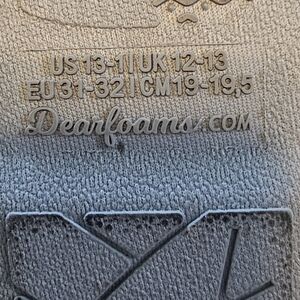 US 13-1 | UK 12-13
EU 31-32 | CM 19-19,5
Dearfoams.COM